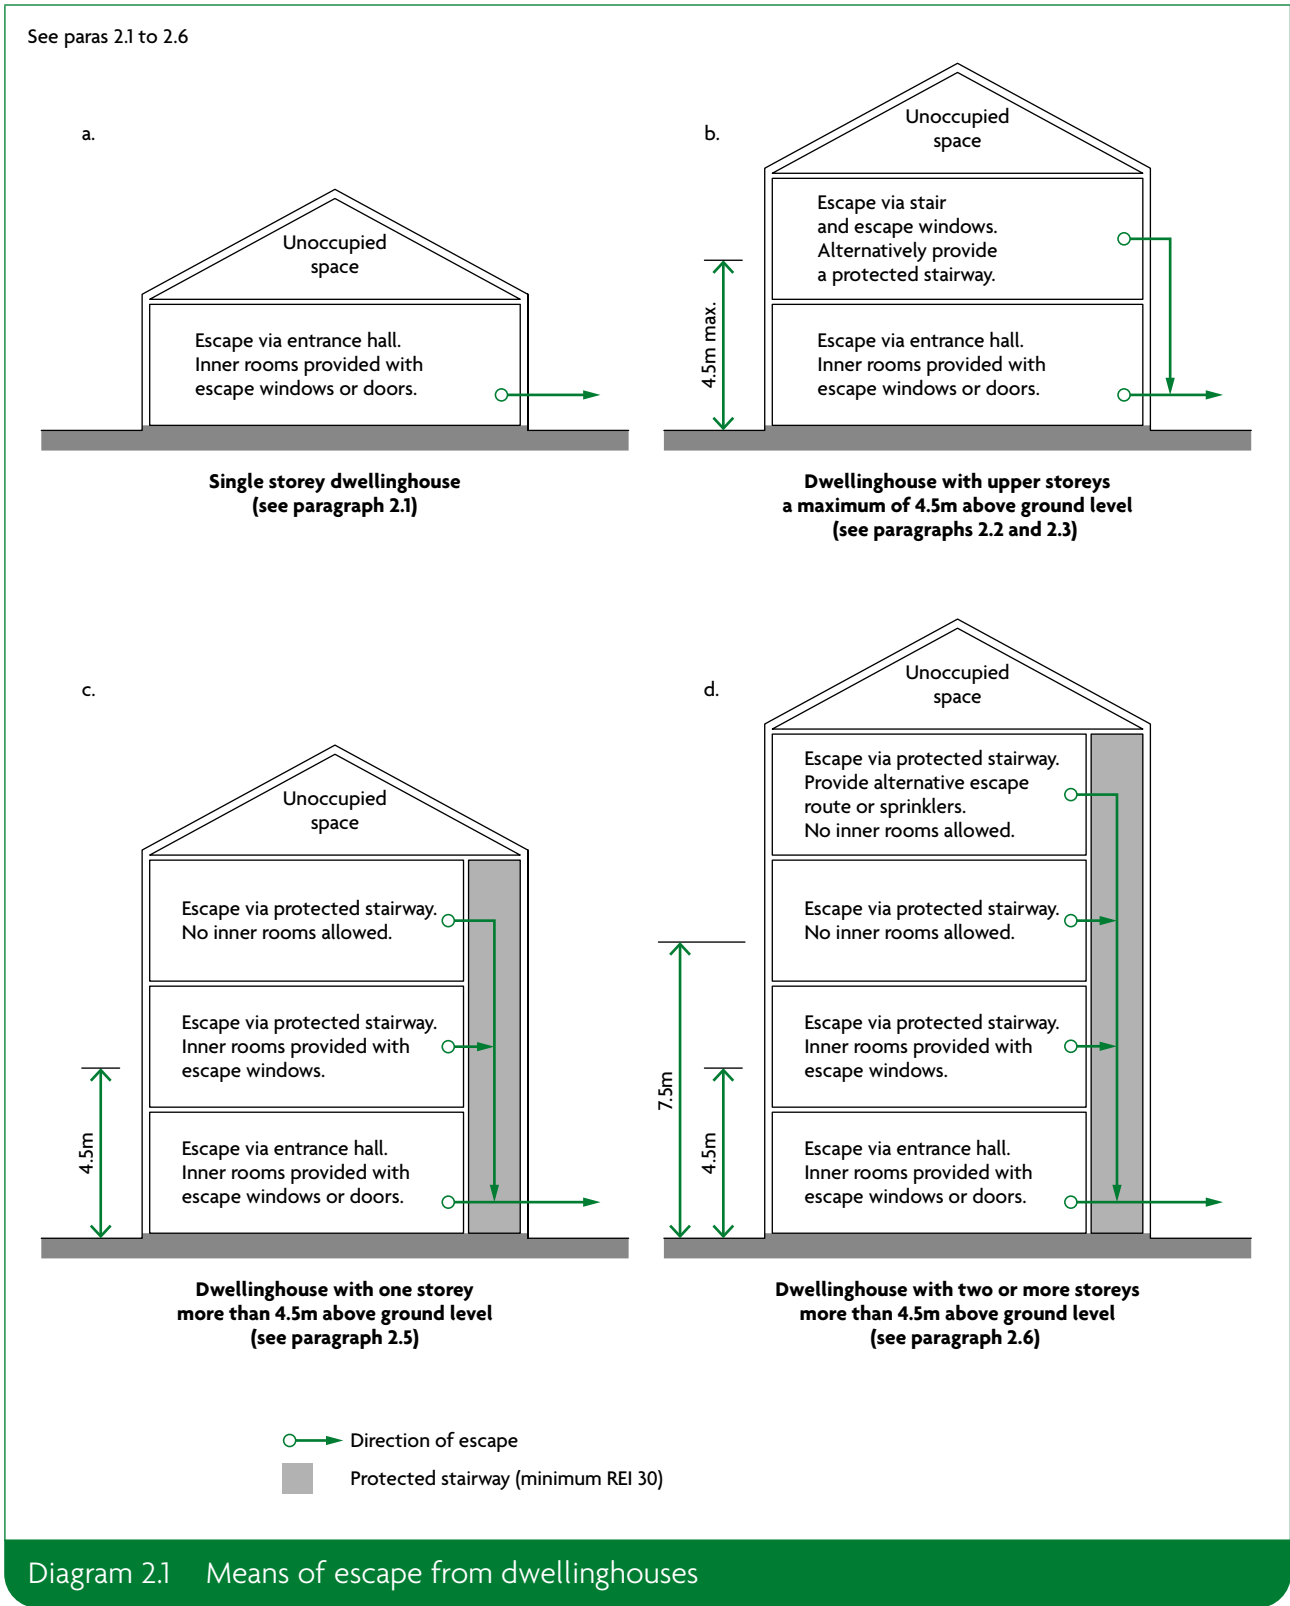 See paras 2.1 to 2.6
a.
Unoccupied
space
Escape via entrance hall.
Inner rooms provided with
escape windows or doors.
Single storey dwellinghouse
(see paragraph 2.1)
b.
Unoccupied
space
Escape via stair
and escape windows.
Alternatively provide
a protected stairway.
4.5m max.
Escape via entrance hall.
Inner rooms provided with
escape windows or doors.
Dwellinghouse with upper storeys
a maximum of 4.5m above ground level
(see paragraphs 2.2 and 2.3)
c.
Unoccupied
space
Escape via protected stairway.
No inner rooms allowed.
Escape via protected stairway.
Inner rooms provided with
escape windows.
4.5m
Escape via entrance hall.
Inner rooms provided with
escape windows or doors.
Dwellinghouse with one storey
more than 4.5m above ground level
(see paragraph 2.5)
d.
Unoccupied
space
Escape via protected stairway.
Provide alternative escape
route or sprinklers.
No inner rooms allowed.
Escape via protected stairway.
No inner rooms allowed.
Escape via protected stairway.
Inner rooms provided with
escape windows.
7.5m
4.5m
Escape via entrance hall.
Inner rooms provided with
escape windows or doors.
Dwellinghouse with two or more storeys
more than 4.5m above ground level
(see paragraph 2.6)
Direction of escape
Protected stairway (minimum REI 30)
Diagram 2.1 Means of escape from dwellinghouses